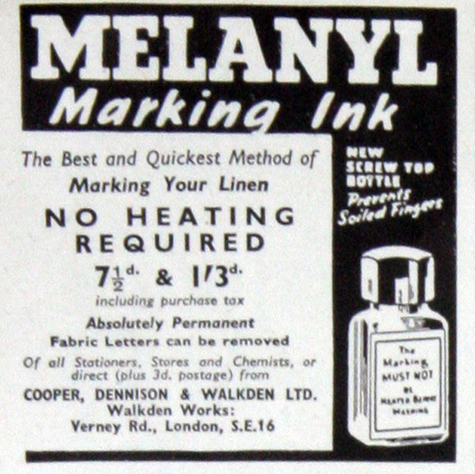 MELANYL
Marking Ink
The Best and Quickest Method of
Marking Your Linen
NO HEATING
REQUIRED
7½d. & 1/3d.
including purchase tax
Absolutely Permanent
Fabric Letters can be removed
Of all Stationers, Stores and Chemists, or
direct (plus 3d. postage) from
COOPER, DENNISON & WALKDEN LTD.
Walkden Works:
Verney Rd., London, S.E.16
NEW
SCREW TOP
BOTTLE
Prevents
Soiled Fingers
The
Marking
MUST NOT
BE
HEATED BEFORE
WASHING